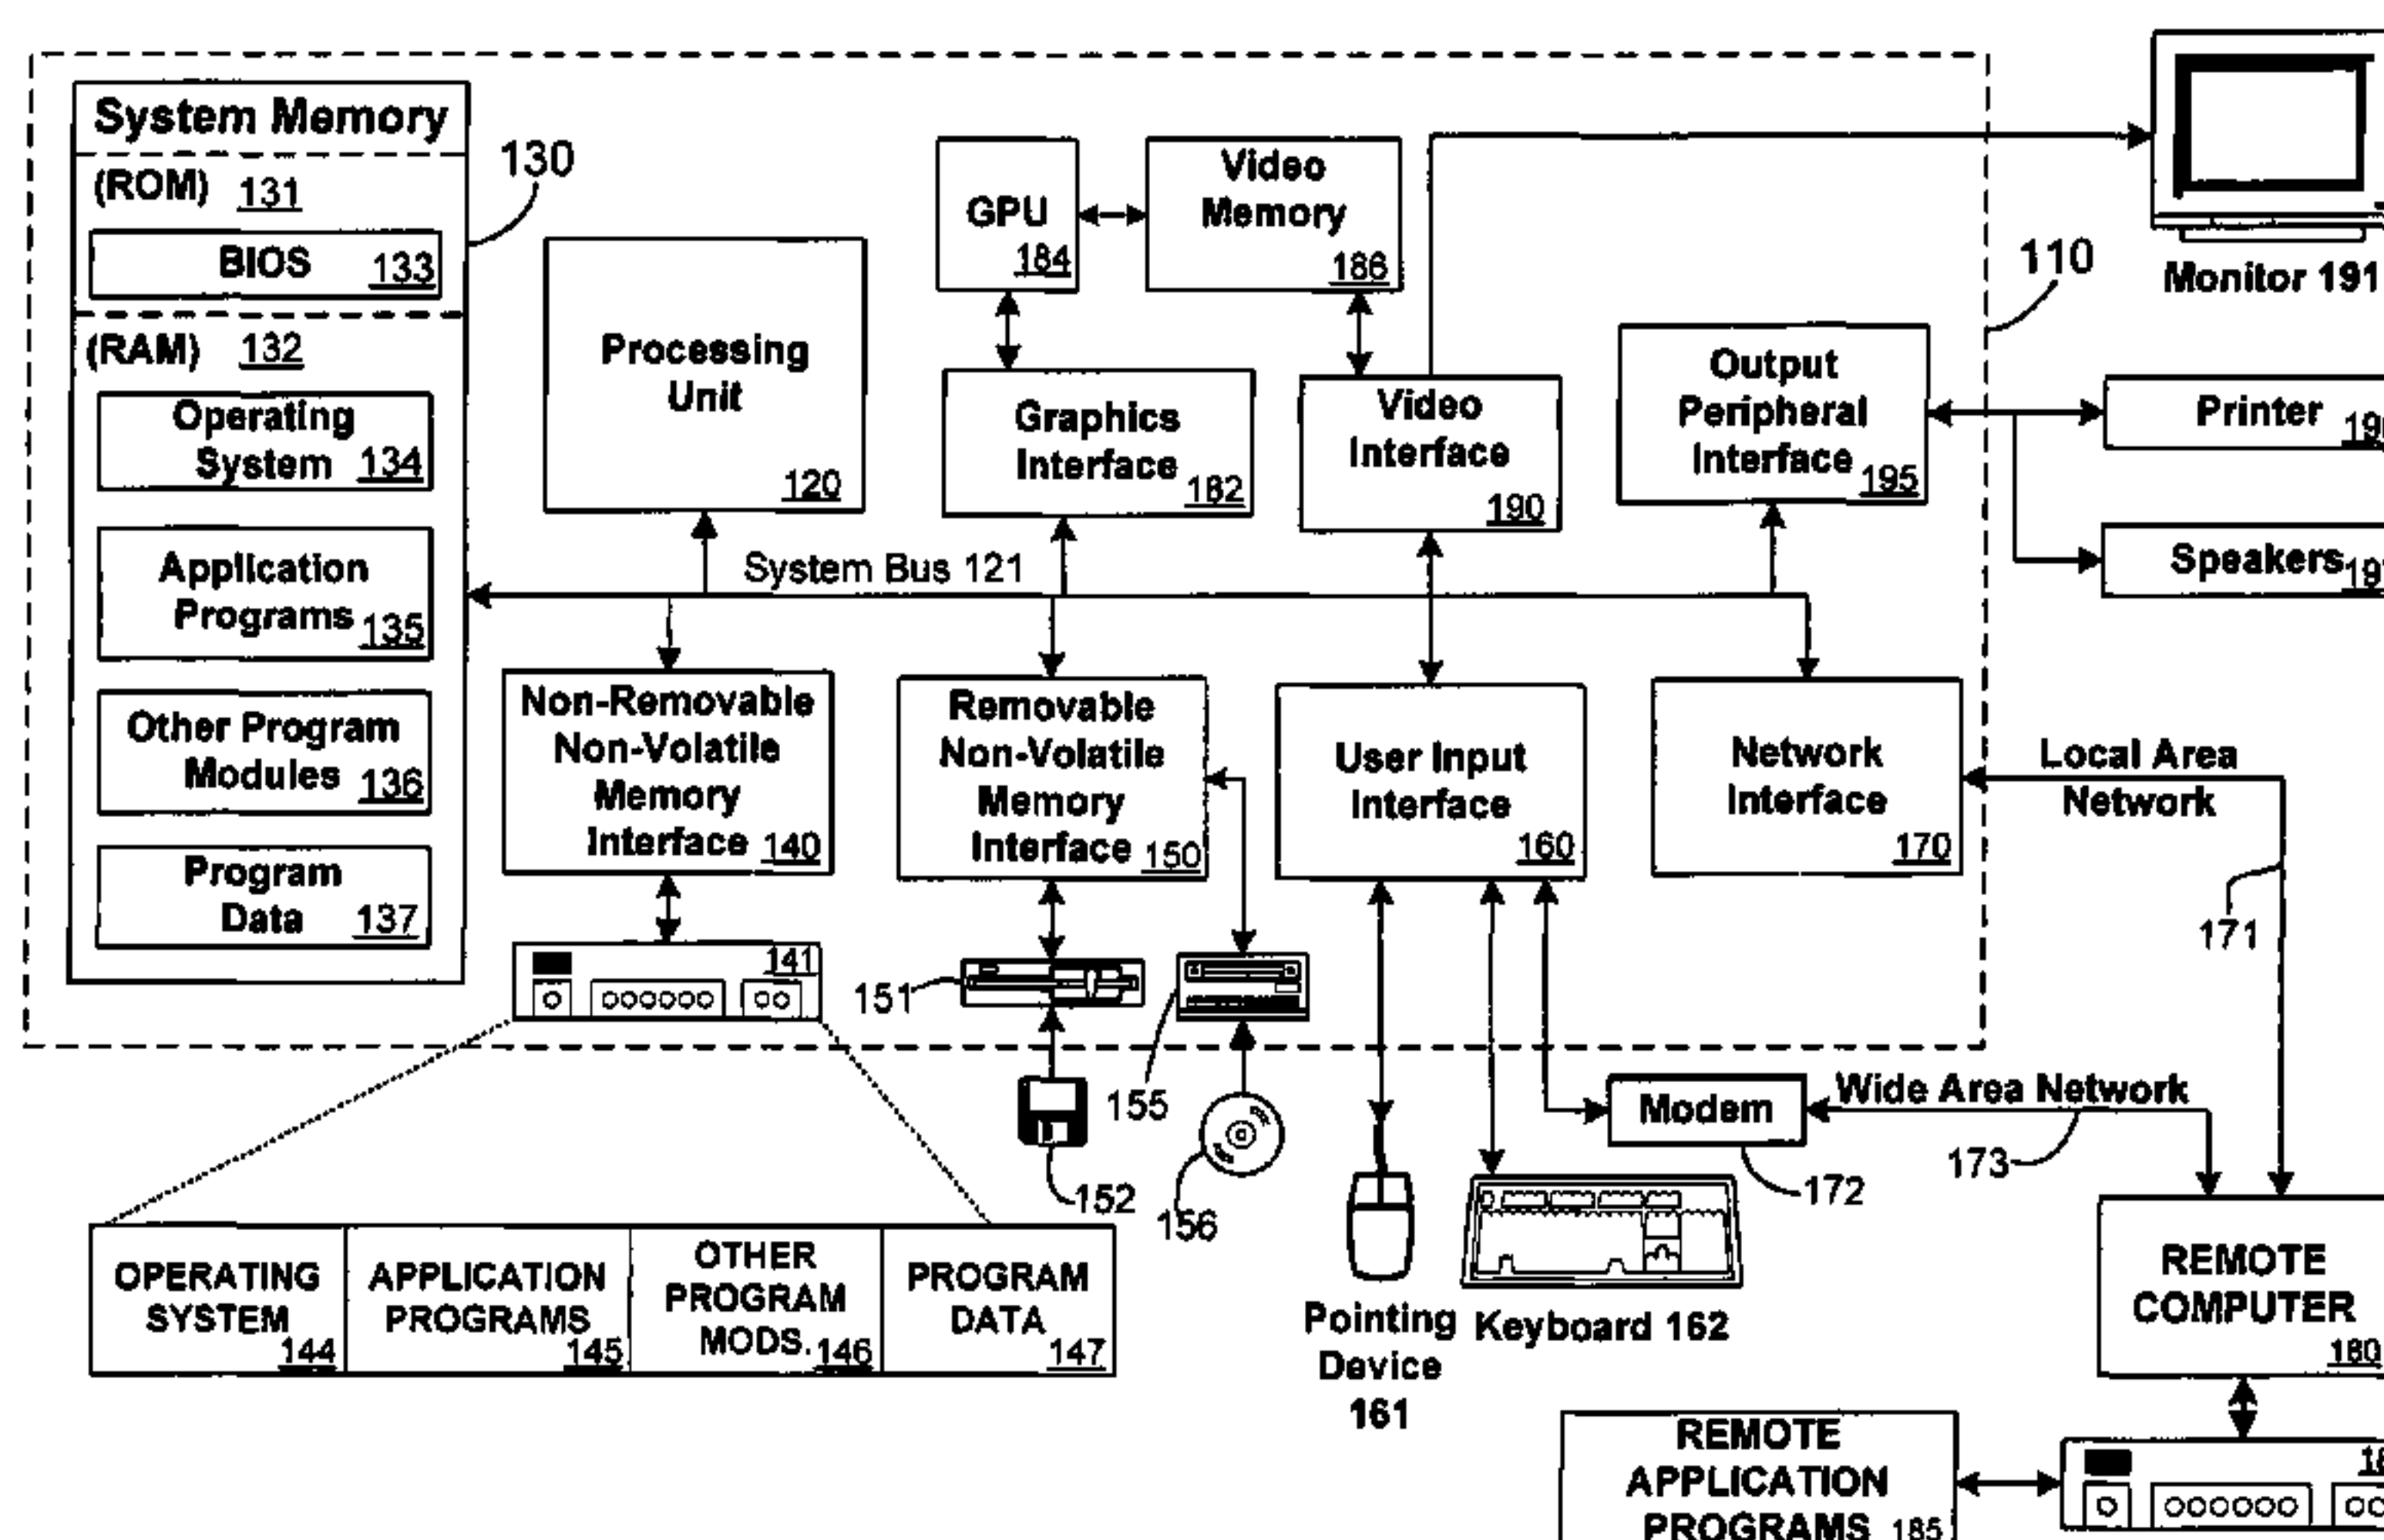 System Memory
(ROM) 131
BIOS 133
(RAM) 132
Operating
System 134
Application
Programs 135
Other Program
Modules 136
Program
Data 137
130
Processing
Unit
120
GPU
184
Video
Memory
186
Graphics
Interface
182
Video
Interface
190
Output
Peripheral
Interface 195
110
Monitor 191
Printer
Speakers
System Bus 121
Non-Removable
Non-Volatile
Memory
Interface 140
Removable
Non-Volatile
Memory
Interface 150
User Input
Interface
160
Network
Interface
170
Local Area
Network
171
141
151
152
155
156
Modem
172
Wide Area Network
173
OPERATING
SYSTEM
144
APPLICATION
PROGRAMS
145
OTHER
PROGRAM
MODS. 146
PROGRAM
DATA
147
Pointing
Device
161
Keyboard 162
REMOTE
COMPUTER
180
REMOTE
APPLICATION
PROGRAMS 185